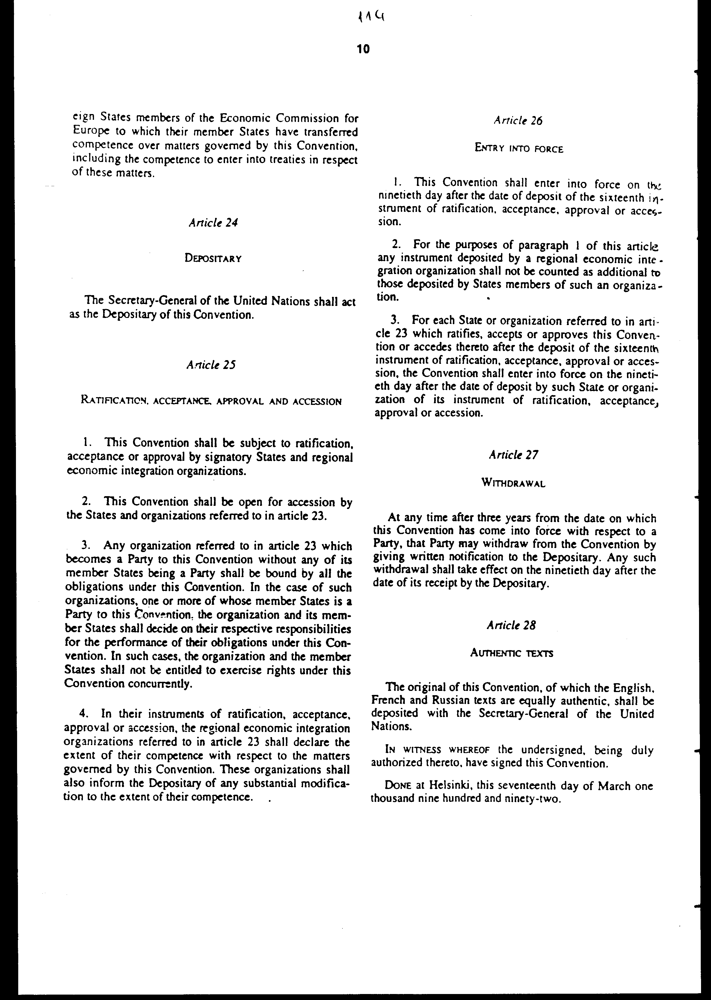 114
10
eign States members of the Economic Commission for
Europe to which their member States have transferred
competence over matters governed by this Convention,
including the competence to enter into treaties in respect
of these matters.
Article 24
DEPOSITARY
The Secretary-General of the United Nations shall act
as the Depositary of this Convention.
Article 25
RATIFICATION, ACCEPTANCE, APPROVAL AND ACCESSION
1. This Convention shall be subject to ratification,
acceptance or approval by signatory States and regional
economic integration organizations.
2. This Convention shall be open for accession by
the States and organizations referred to in article 23.
3. Any organization referred to in article 23 which
becomes a Party to this Convention without any of its
member States being a Party shall be bound by all the
obligations under this Convention. In the case of such
organizations, one or more of whose member States is a
Party to this Convention, the organization and its mem-
ber States shall decide on their respective responsibilities
for the performance of their obligations under this Con-
vention. In such cases, the organization and the member
States shall not be entitled to exercise rights under this
Convention concurrently.
4. In their instruments of ratification, acceptance,
approval or accession, the regional economic integration
organizations referred to in article 23 shall declare the
extent of their competence with respect to the matters
governed by this Convention. These organizations shall
also inform the Depositary of any substantial modifica-
tion to the extent of their competence.
Article 26
ENTRY INTO FORCE
1. This Convention shall enter into force on the
ninetieth day after the date of deposit of the sixteenth in-
strument of ratification, acceptance, approval or acces-
sion.
2. For the purposes of paragraph 1 of this article
any instrument deposited by a regional economic inte-
gration organization shall not be counted as additional to
those deposited by States members of such an organiza-
tion.
3. For each State or organization referred to in arti-
cle 23 which ratifies, accepts or approves this Conven-
tion or accedes thereto after the deposit of the sixteenth
instrument of ratification, acceptance, approval or acces-
sion, the Convention shall enter into force on the nineti-
eth day after the date of deposit by such State or organi-
zation of its instrument of ratification, acceptance,
approval or accession.
Article 27
WITHDRAWAL
At any time after three years from the date on which
this Convention has come into force with respect to a
Party, that Party may withdraw from the Convention by
giving written notification to the Depositary. Any such
withdrawal shall take effect on the ninetieth day after the
date of its receipt by the Depositary.
Article 28
AUTHENTIC TEXTS
The original of this Convention, of which the English,
French and Russian texts are equally authentic, shall be
deposited with the Secretary-General of the United
Nations.
IN WITNESS WHEREOF the undersigned, being duly
authorized thereto, have signed this Convention.
DONE at Helsinki, this seventeenth day of March one
thousand nine hundred and ninety-two.